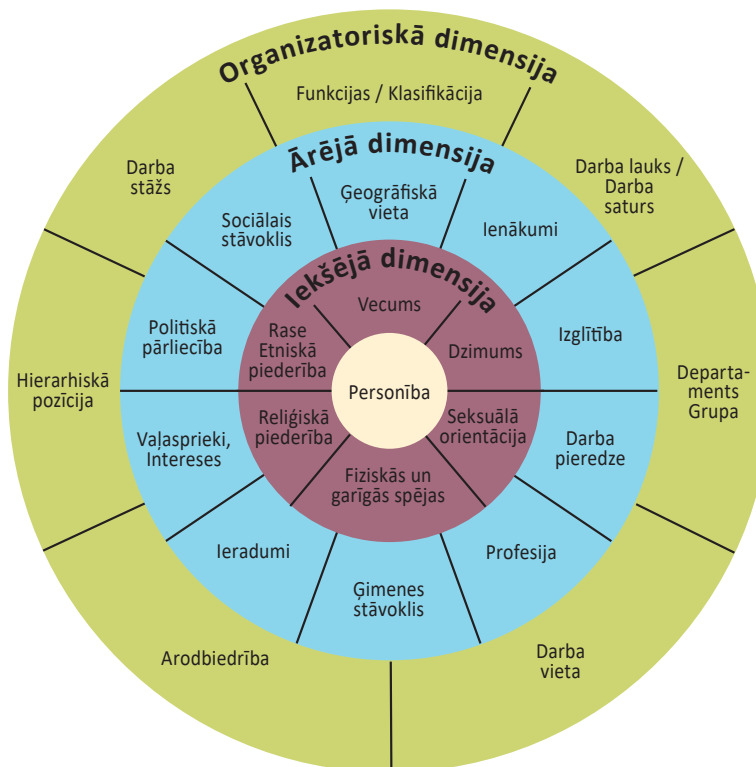 Organizatoriskā dimensija
Funkcijas / Klasifikācija
Darba lauks /
Darba
saturs
Departa-
ments
Grupa
Darba
vieta
Arodbiedrība
Hierarhiskā
pozīcija
Darba
stāžs
Ārējā dimensija
Ģeogrāfiskā
vieta
Ienākumi
Izglītība
Darba
pieredze
Profesija
Ģimenes
stāvoklis
Ieradumi
Vaļasprieki,
Intereses
Politiskā
pārliecība
Sociālais
stāvoklis
Iekšējā dimensija
Vecums
Dzimums
Seksuālā
orientācija
Fiziskās un
garīgās spējas
Reliģiskā
piederība
Rase
Etniskā
piederība
Personība